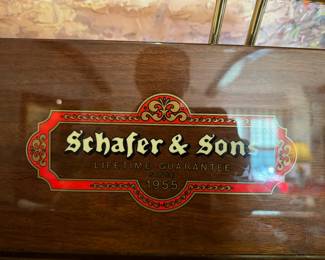 Schafer & Sons
LIFETIME GUARANTEE
1955